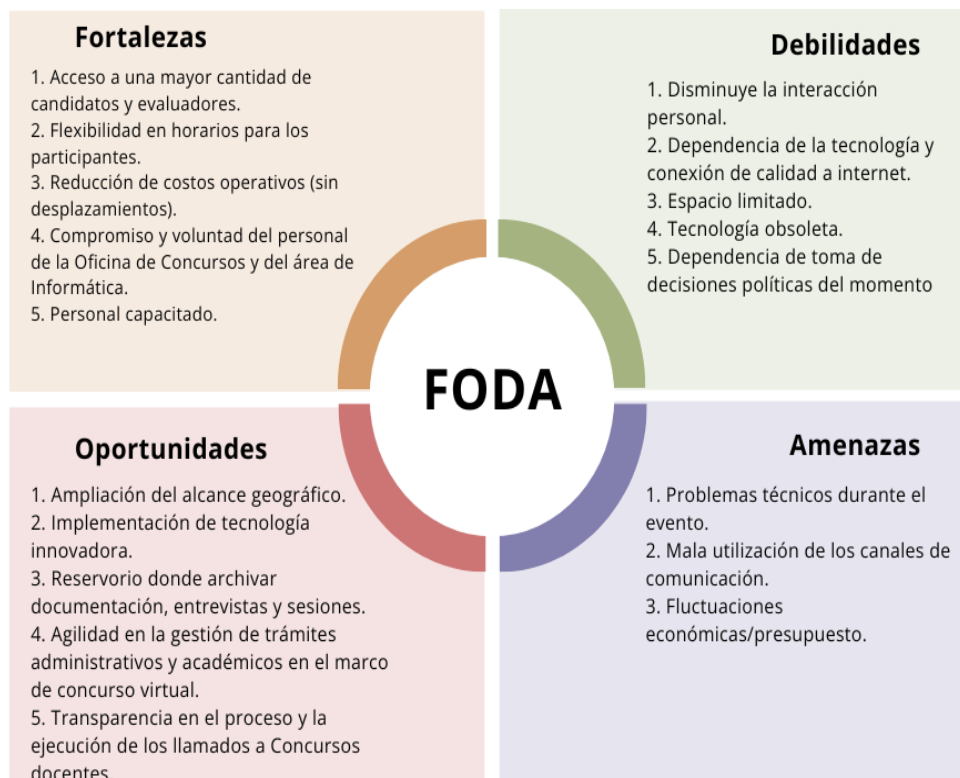 Fortalezas
1. Acceso a una mayor cantidad de
candidatos y evaluadores.
2. Flexibilidad en horarios para los
participantes.
3. Reducción de costos operativos (sin
desplazamientos).
4. Compromiso y voluntad del personal
de la Oficina de Concursos y del área de
Informática.
5. Personal capacitado.
Debilidades
1. Disminuye la interacción
personal.
2. Dependencia de la tecnología y
conexión de calidad a internet.
3. Espacio limitado.
4. Tecnología obsoleta.
5. Dependencia de toma de
decisiones políticas del momento
FODA
Oportunidades
1. Ampliación del alcance geográfico.
2. Implementación de tecnología
innovadora.
3. Reservorio donde archivar
documentación, entrevistas y sesiones.
4. Agilidad en la gestión de trámites
administrativos y académicos en el marco
de concurso virtual.
5. Transparencia en el proceso y la
ejecución de los llamados a Concursos
docentes
Amenazas
1. Problemas técnicos durante el
evento.
2. Mala utilización de los canales de
comunicación.
3. Fluctuaciones
económicas/presupuesto.